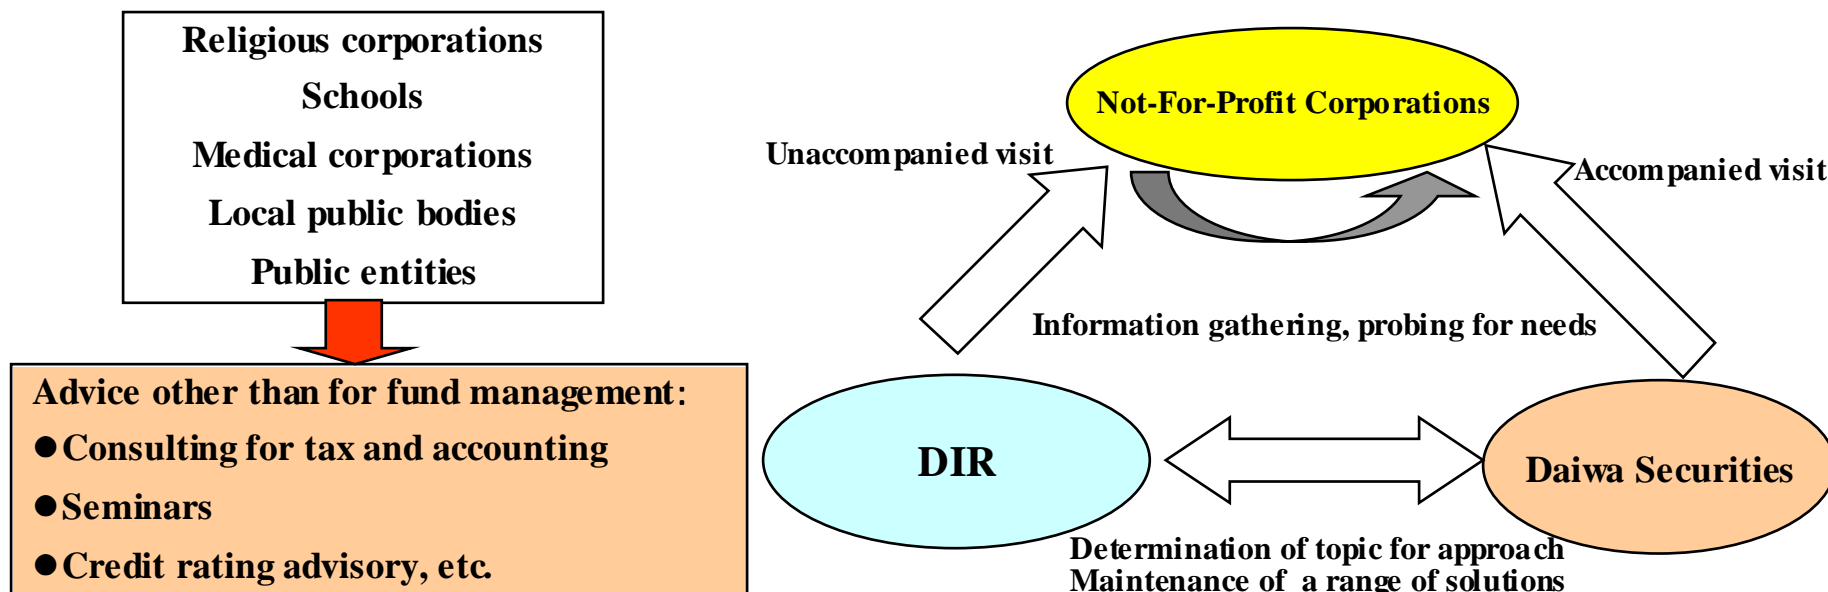 Religious corporations
Schools
Medical corporations
Local public bodies
Public entities
Advice other than for fund management:
●Consulting for tax and accounting
●Seminars
●Credit rating advisory, etc.
Not-For-Profit Corporations
Unaccompanied visit
Accompanied visit
Information gathering, probing for needs
DIR
Daiwa Securities
Determination of topic for approach
Maintenance of a range of solutions